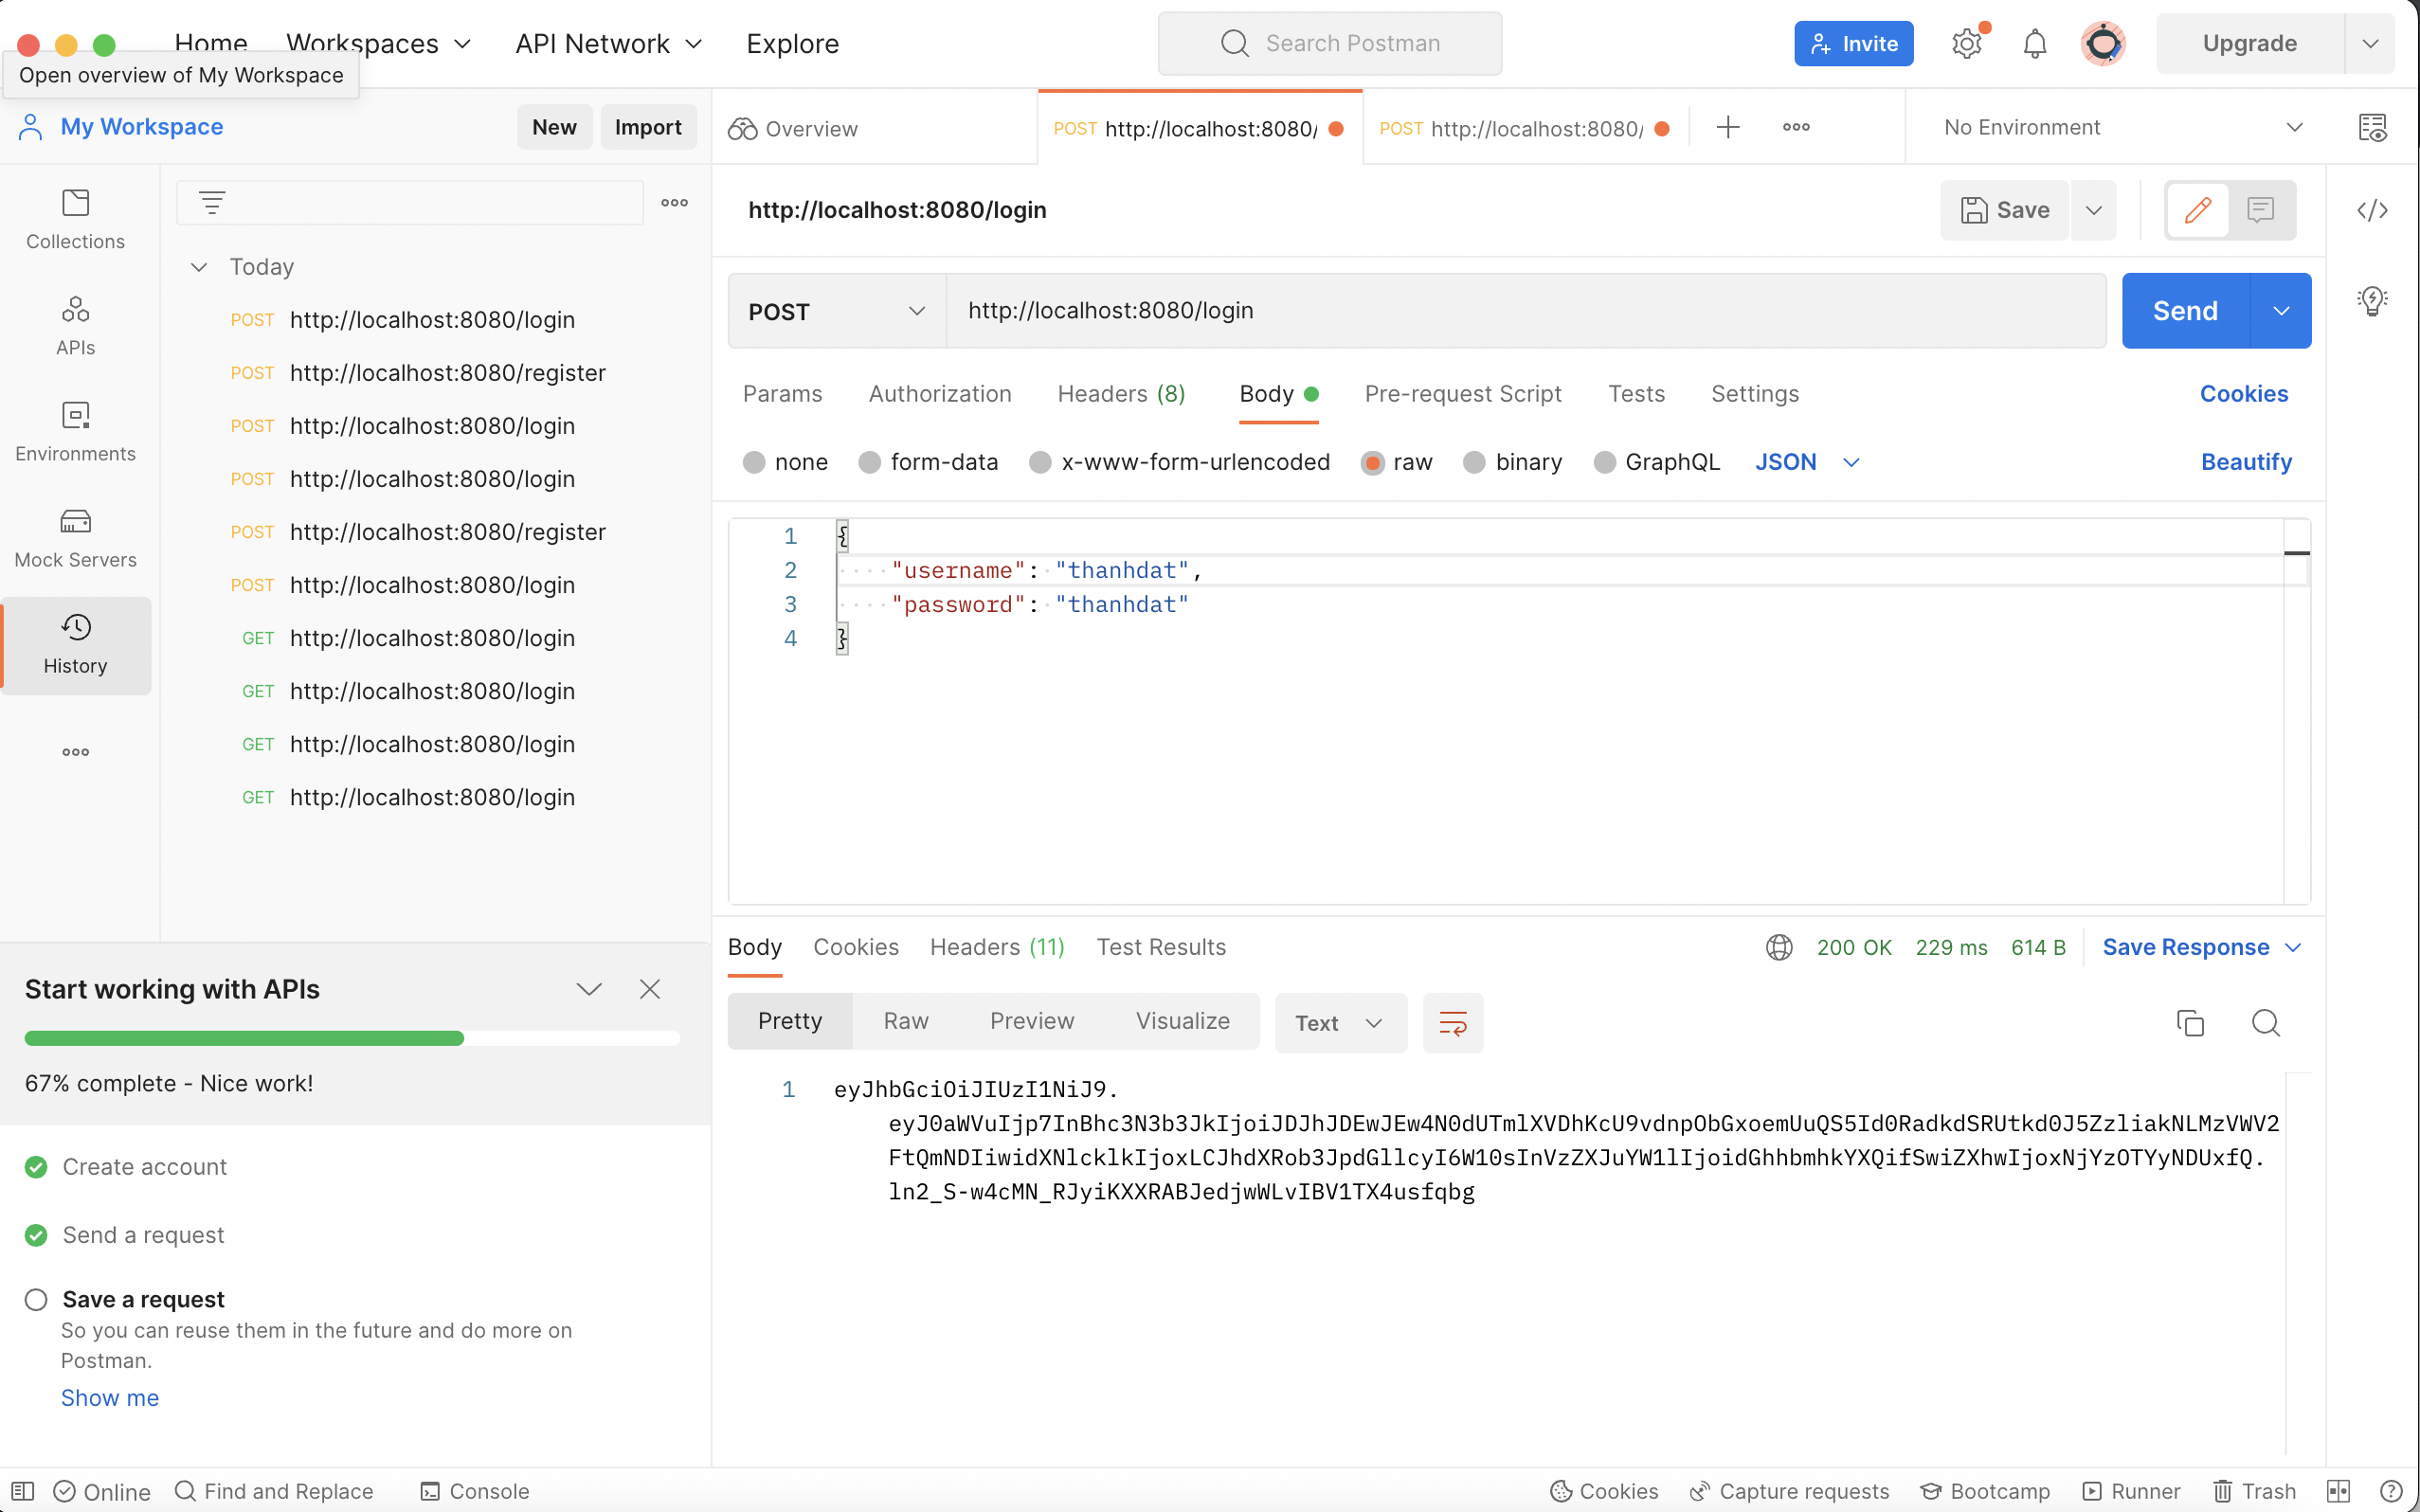 Home
Workspaces
API Network
Explore
Search Postman
Invite
Upgrade
Open overview of My Workspace
My Workspace
New
Import
Overview
POST http://localhost:8080/
POST http://localhost:8080/
No Environment
Collections
APIs
Environments
Mock Servers
History
Today
POST http://localhost:8080/login
POST http://localhost:8080/register
POST http://localhost:8080/login
POST http://localhost:8080/login
POST http://localhost:8080/register
POST http://localhost:8080/login
GET http://localhost:8080/login
GET http://localhost:8080/login
GET http://localhost:8080/login
GET http://localhost:8080/login
Start working with APIs
67% complete - Nice work!
Create account
Send a request
Save a request
So you can reuse them in the future and do more on
Postman.
Show me
http://localhost:8080/login
Save
POST
http://localhost:8080/login
Send
Params
Authorization
Headers (8)
Body
Pre-request Script
Tests
Settings
Cookies
none
form-data
x-www-form-urlencoded
raw
binary
GraphQL
JSON
Beautify
1 {
2 "username": "thanhdat",
3 "password": "thanhdat"
4 }
Body
Cookies
Headers (11)
Test Results
200 OK
229 ms
614 B
Save Response
Pretty
Raw
Preview
Visualize
Text
1 eyJhbGciOiJIUzI1NiJ9.
eyJ0aWVuIjp7InBhc3N3b3JkIjoiJDJhJDEwJEw4N0dUTmlXVDhKcU9vdnpObGxoemUuQS5Id0RadkdSRUtkd0J5ZzliakNLMzVWV2
FtQmNDIiwidXNlcklkIjoxLCJhdXRob3JpdGllcyI6W10sInVzZXJuYW1lIjoidGhhbmhkYXQifSwiZXhwIjoxNjYzOTYyNDUxfQ.
ln2_S-w4cMN_RJyiKXXRABJedjwWLvIBV1TX4usfqbg
Online
Find and Replace
Console
Cookies
Capture requests
Bootcamp
Runner
Trash